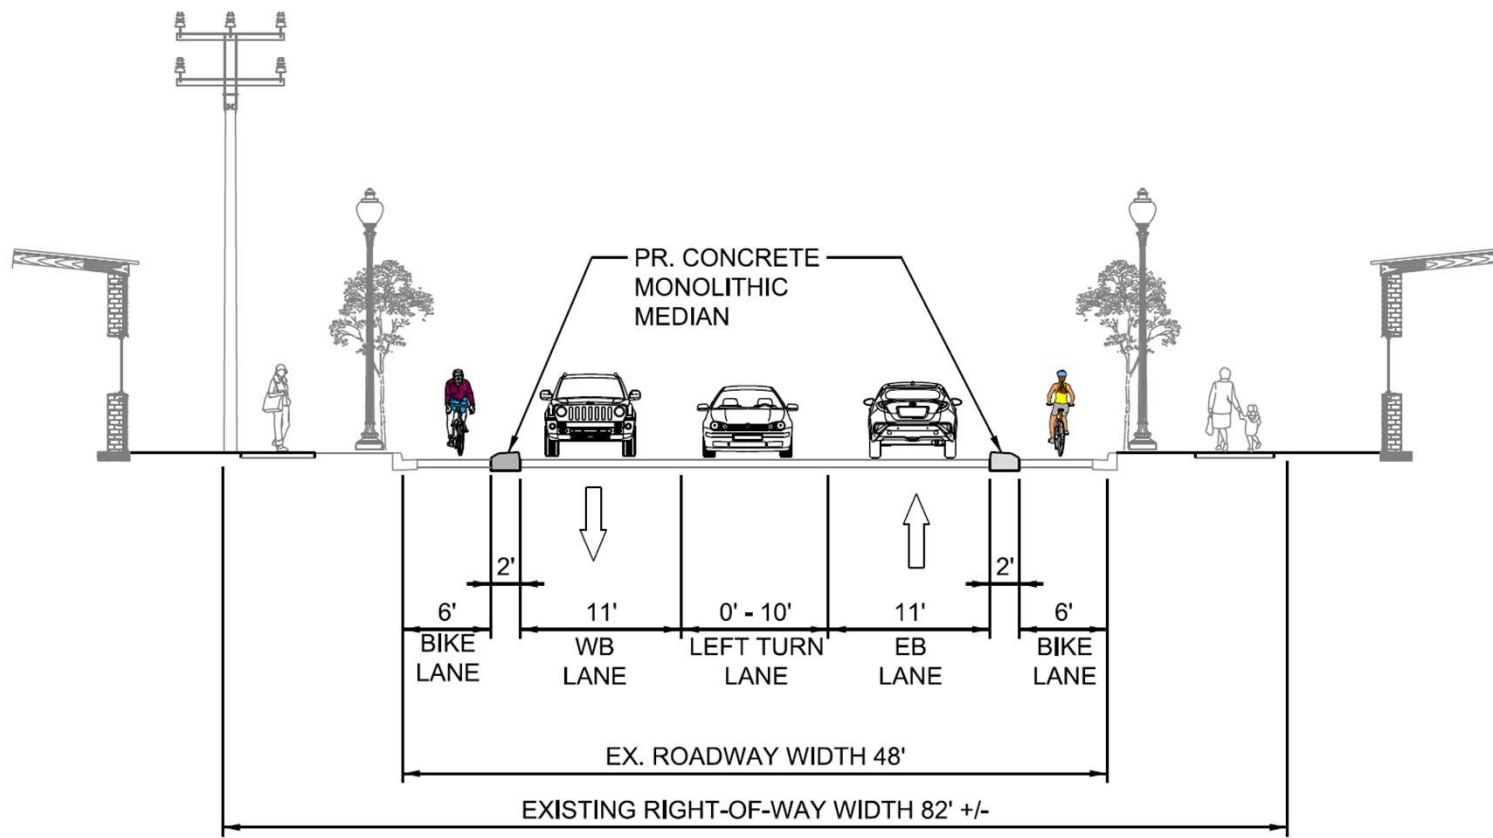 PR. CONCRETE
MONOLITHIC
MEDIAN
2'
2'
6'
11'
0' - 10'
11'
6'
BIKE
LANE
WB
LANE
LEFT TURN
LANE
EB
LANE
BIKE
LANE
EX. ROADWAY WIDTH 48'
EXISTING RIGHT-OF-WAY WIDTH 82' +/-